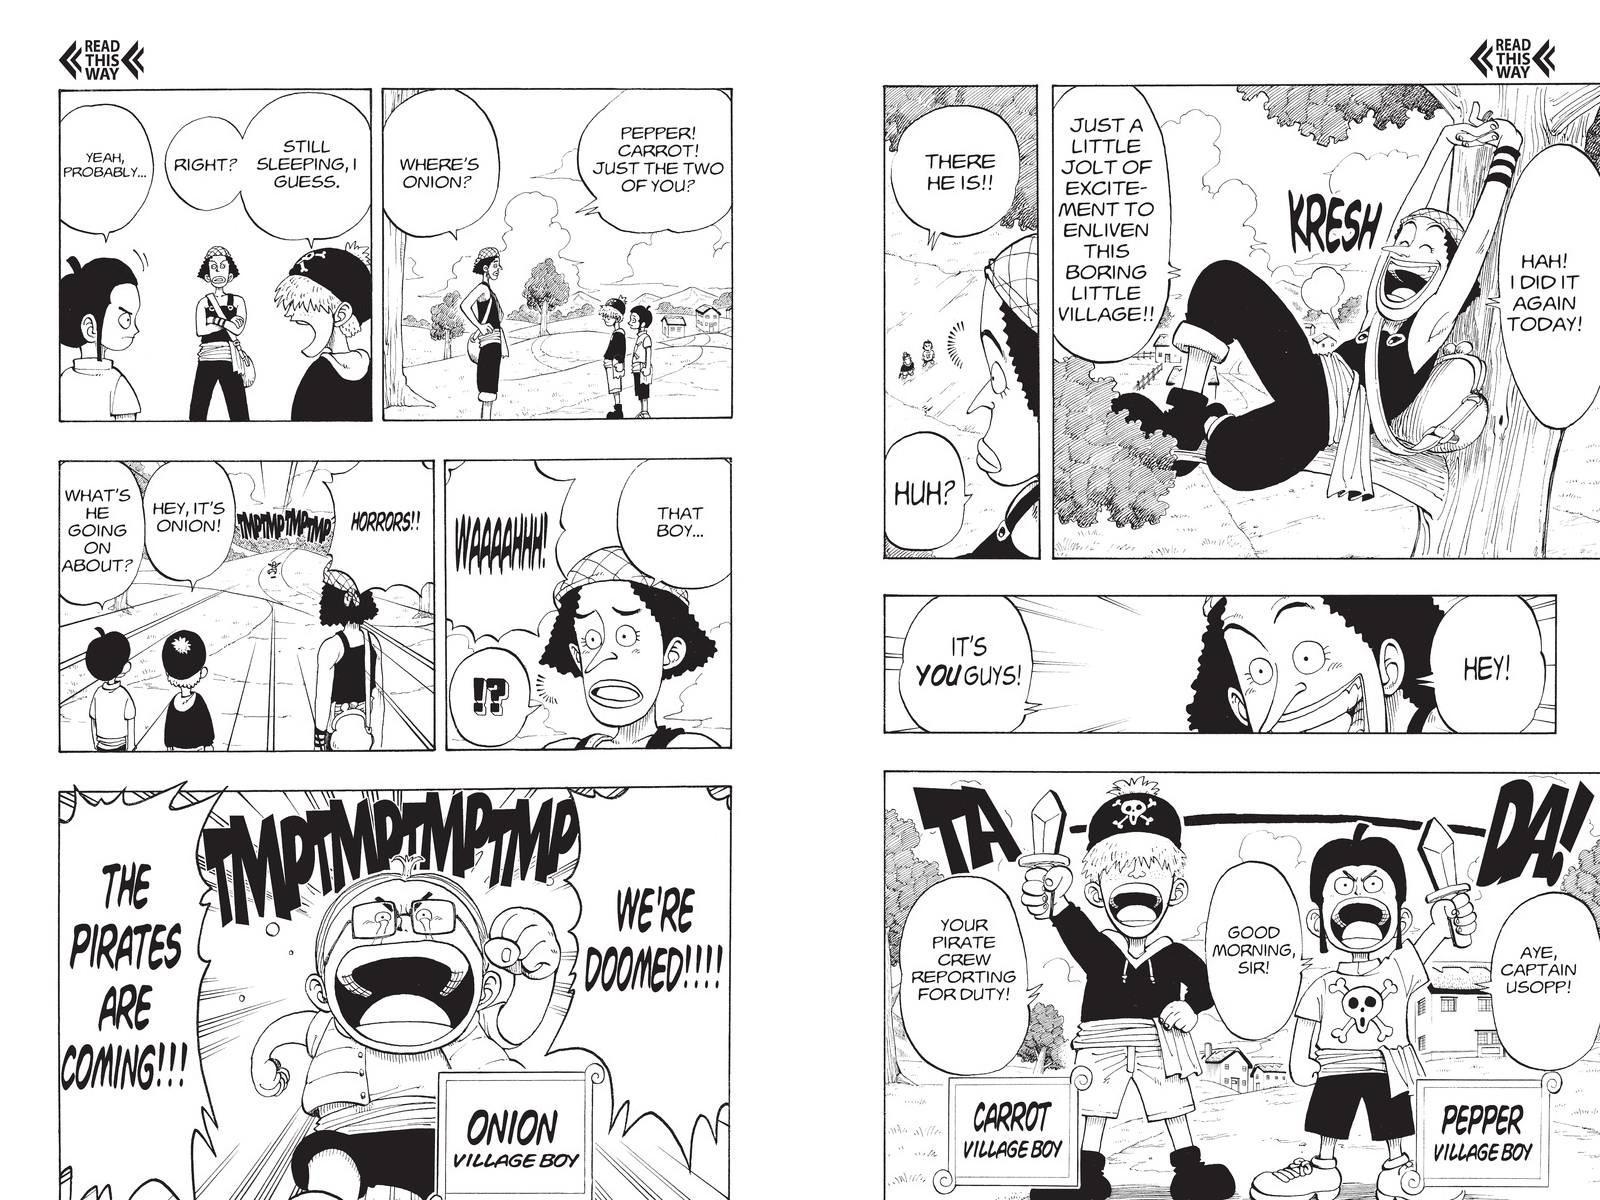 READ
THIS
WAY
HAH!
I DID IT
AGAIN
TODAY!
KRESH
JUST A
LITTLE
JOLT OF
EXCITE-
MENT TO
ENLIVEN
THIS
BORING
LITTLE
VILLAGE!!
THERE
HE IS!!
HUH?
HEY!
IT'S
YOU GUYS!
TA
DA!
AYE,
CAPTAIN
USOPP!
GOOD
MORNING,
SIR!
YOUR
PIRATE
CREW
REPORTING
FOR DUTY!
PEPPER
VILLAGE BOY
CARROT
VILLAGE BOY
READ
THIS
WAY
PEPPER!
CARROT!
JUST THE TWO
OF YOU?
WHERE'S
ONION?
STILL
SLEEPING, I
GUESS.
RIGHT?
YEAH,
PROBABLY...
THAT
BOY...
WAAAAHHH!
!?
HORRORS!!
TMPTMPTMPTMP
HEY, IT'S
ONION!
WHAT'S
HE
GOING
ON
ABOUT?
WE'RE
DOOMED!!!!
TMPTMPTMPTMP
THE
PIRATES
ARE
COMING!!!
ONION
VILLAGE BOY